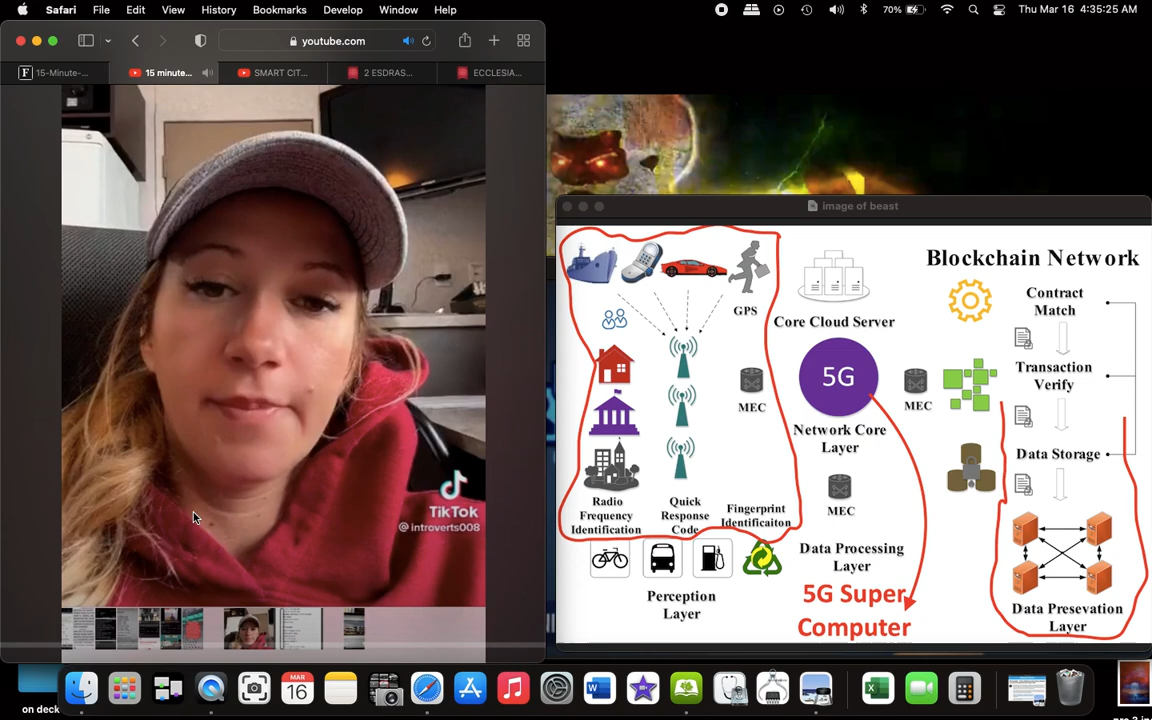 Safari File Edit View History Bookmarks Develop Window Help
70%
Thu Mar 16 4:35:25 AM
youtube.com
F 15-Minute-...
15 minute...
SMART CIT...
2 ESDRAS...
ECCLESIA...
TikTok
@introverts008
image of beast
GPS
MEC
Radio
Frequency
Identification
Quick
Response
Code
Fingerprint
Identificaiton
Perception
Layer
Core Cloud Server
5G
Network Core
Layer
MEC
MEC
Data Processing
Layer
5G Super
Computer
Blockchain Network
Contract
Match
Transaction
Verify
Data Storage
Data Presevation
Layer
MAR
16
on deck